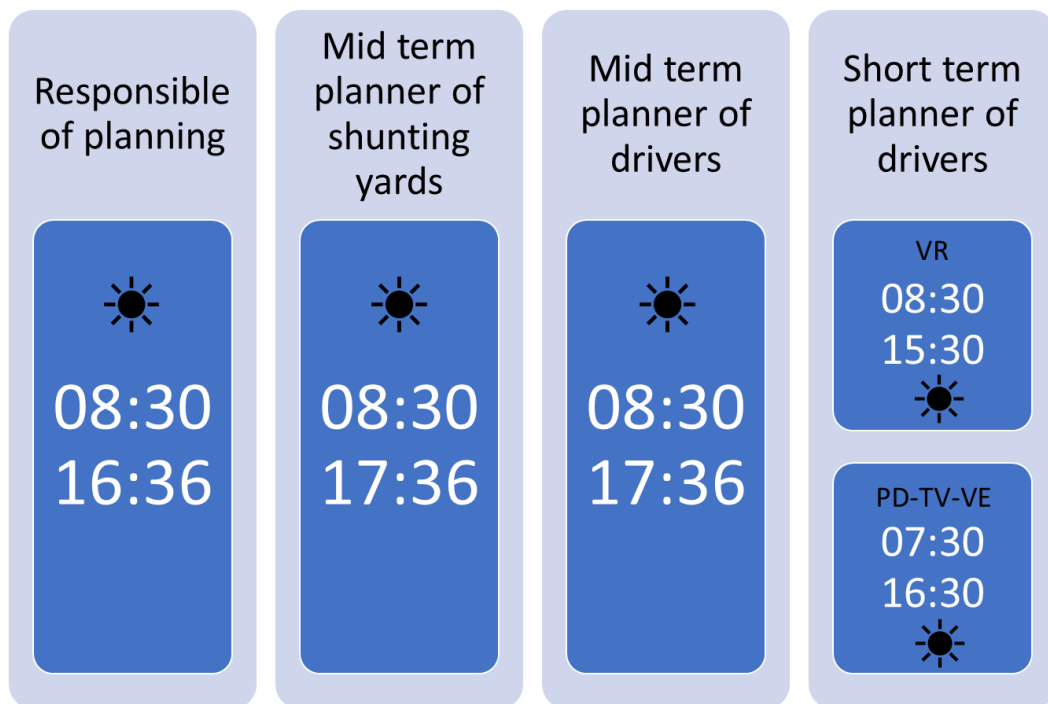 Responsible
of planning
08:30
16:36
Mid term
planner of
shunting
yards
08:30
17:36
Mid term
planner of
drivers
08:30
17:36
Short term
planner of
drivers
VR
08:30
15:30
PD-TV-VE
07:30
16:30